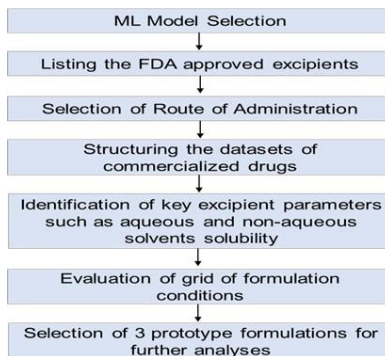 ML Model Selection
Listing the FDA approved excipients
Selection of Route of Administration
Structuring the datasets of
commercialized drugs
Identification of key excipient parameters
such as aqueous and non-aqueous
solvents solubility
Evaluation of grid of formulation
conditions
Selection of 3 prototype formulations for
further analyses